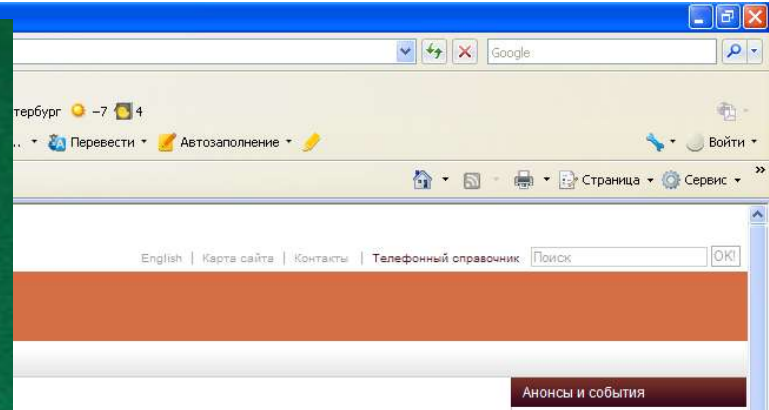 Google
тербург -7 4
.. Перевести Автозаполнение Войти
Страница Сервис »
English | Карта сайта | Контакты | Телефонный справочник Поиск OK!
Анонсы и события